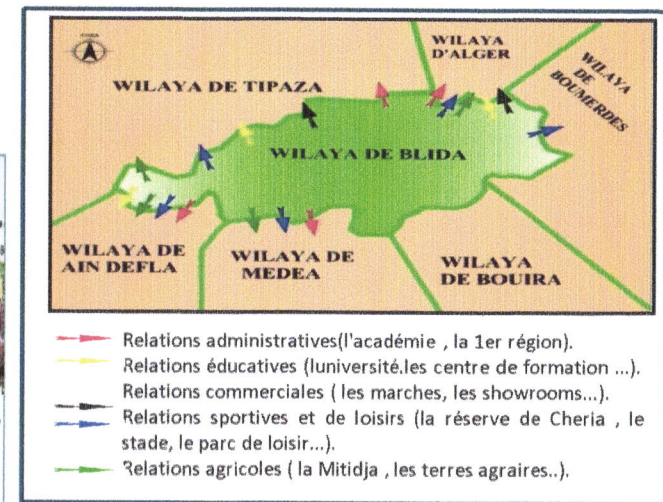 WILAYA
D'ALGER
WILAYA
DE
BOUMERDES
WILAYA DE TIPAZA
WILAYA DE BLIDA
WILAYA DE
AIN DEFLA
WILAYA DE
MEDEA
WILAYA
DE BOUIRA
Relations administratives(l'académie , la 1er région).
Relations éducatives (luniversité.les centre de formation ...).
Relations commerciales ( les marches, les showrooms...).
Relations sportives et de loisirs (la réserve de Cheria , le
stade, le parc de loisir...).
Relations agricoles ( la Mitidja , les terres agraires..).